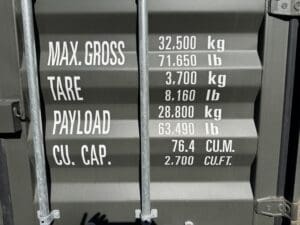 MAX. GROSS 32,500 kg
71,650 lb
TARE 3,700 kg
8,160 lb
PAYLOAD 28,800 kg
63,490 lb
CU. CAP. 76.4 CU.M.
2,700 CU.FT.